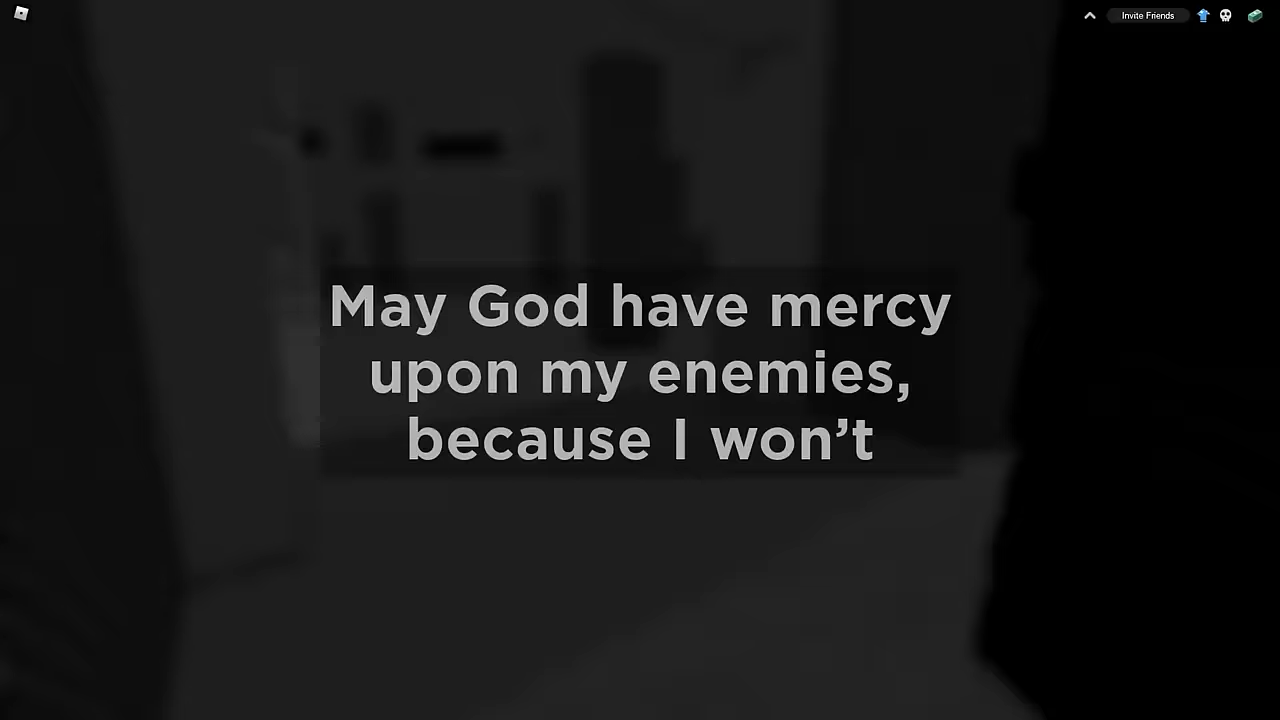 Invite Friends
May God have mercy
upon my enemies,
because I won’t